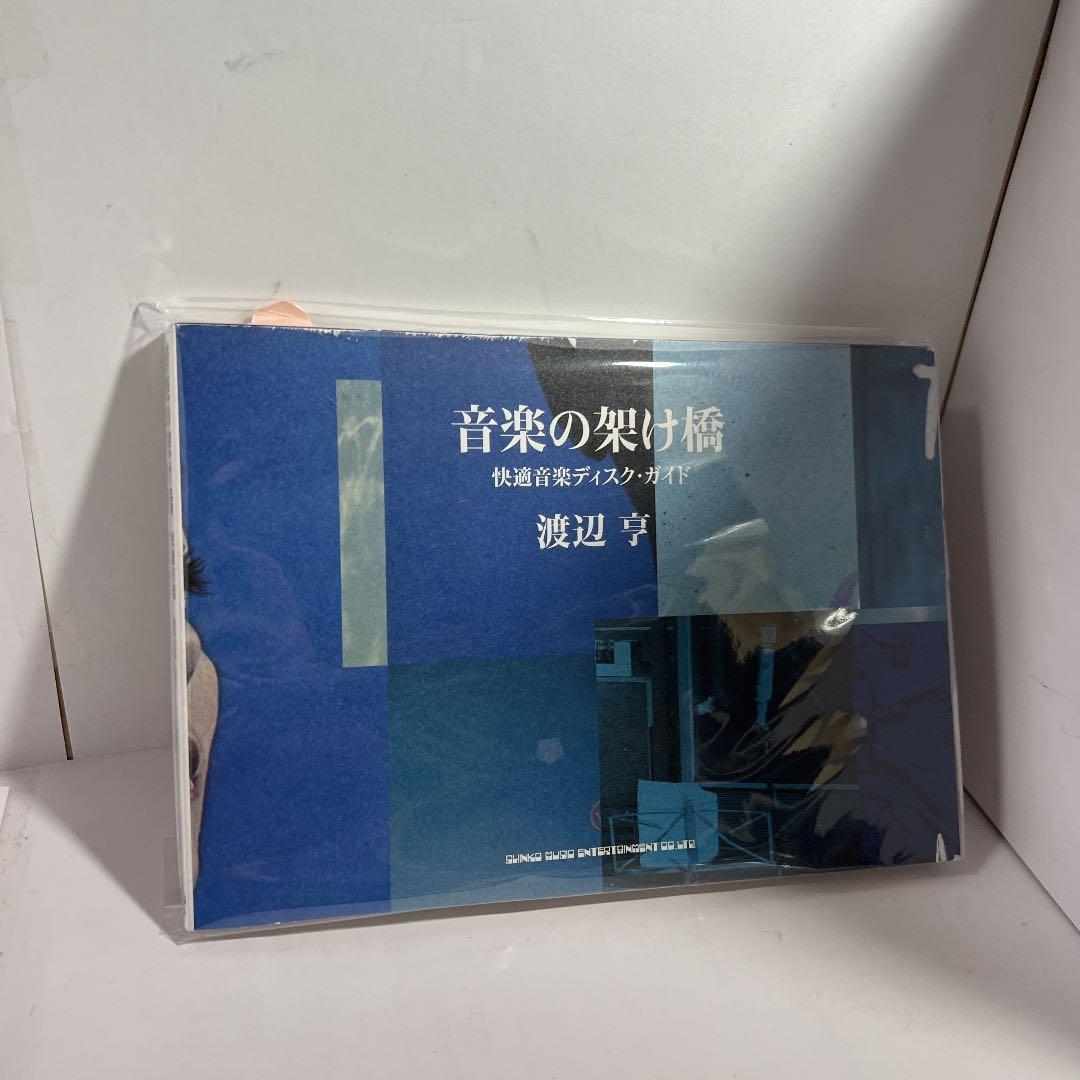 音楽の架け橋
快適音楽ディスク・ガイド
渡辺 亨
SHINKO MUSIC ENTERTAINMENT CO.,LTD.